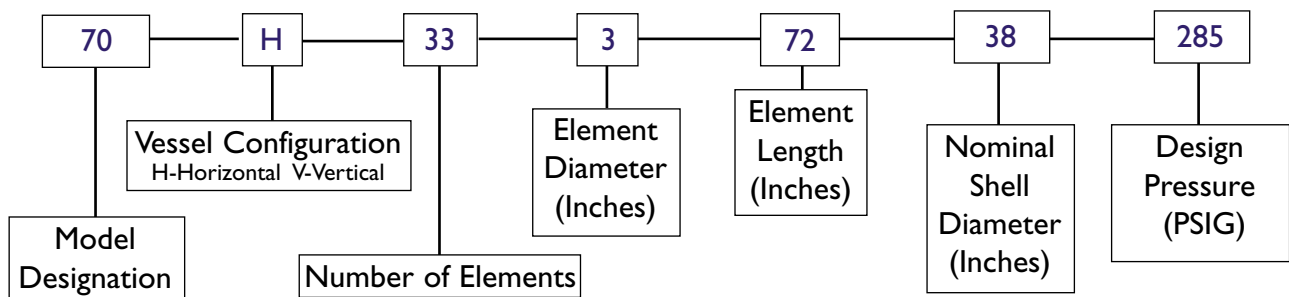 70
H
33
3
72
38
285
Vessel Configuration
H-Horizontal V-Vertical
Element
Diameter
(Inches)
Element
Length
(Inches)
Nominal
Shell
Diameter
(Inches)
Design
Pressure
(PSIG)
Model
Designation
Number of Elements